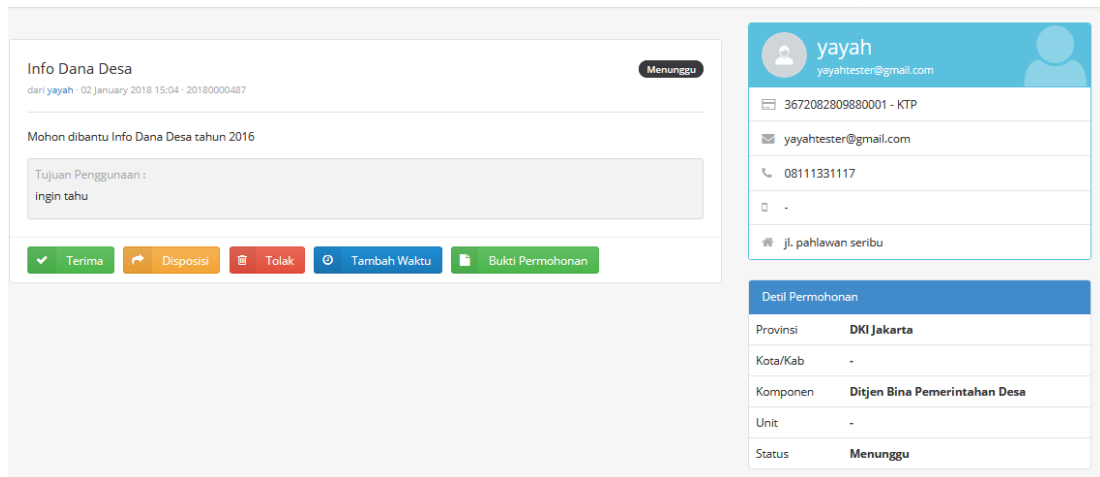 Info Dana Desa
Menunggu
dari yayah · 02 January 2018 15:04 · 20180000487
Mohon dibantu Info Dana Desa tahun 2016
Tujuan Penggunaan :
ingin tahu
Terima
Disposisi
Tolak
Tambah Waktu
Bukti Permohonan
yayah
yayahtester@gmail.com
3672082809880001 - KTP
yayahtester@gmail.com
08111331117
-
jl. pahlawan seribu
Detil Permohonan
Provinsi DKI Jakarta
Kota/Kab -
Komponen Ditjen Bina Pemerintahan Desa
Unit -
Status Menunggu